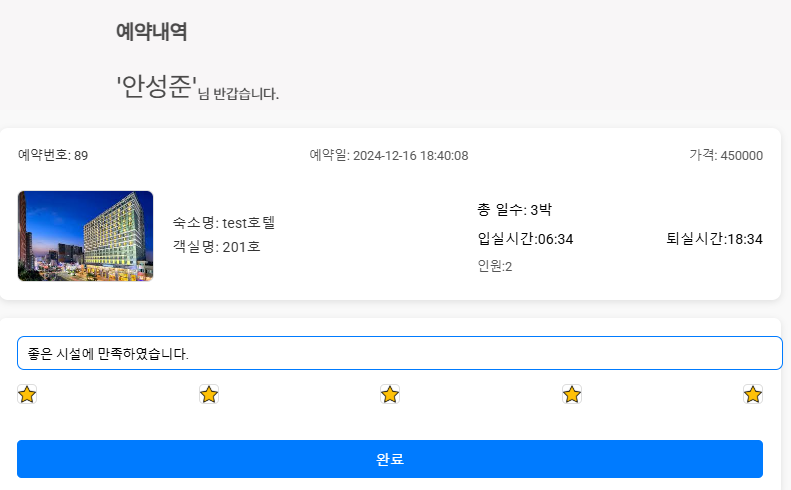 예약내역
'안성준'님 반갑습니다.
예약번호: 89
예약일: 2024-12-16 18:40:08
가격: 450000
숙소명: test호텔
객실명: 201호
총 일수: 3박
입실시간:06:34
퇴실시간:18:34
인원:2
좋은 시설에 만족하였습니다.
완료